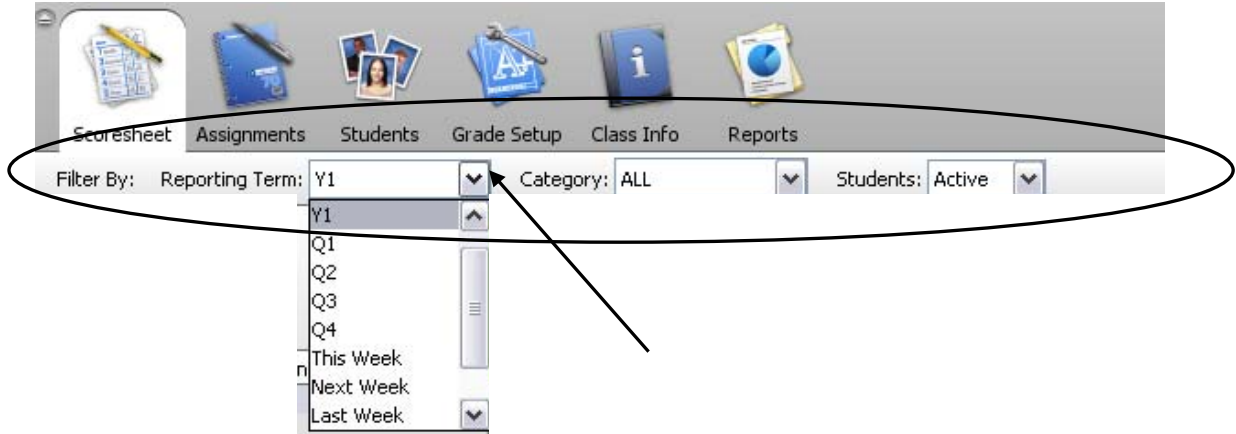 Scoresheet Assignments Students Grade Setup Class Info Reports
Filter By: Reporting Term: Y1 Category: ALL Students: Active
Y1
Q1
Q2
Q3
Q4
This Week
Next Week
Last Week